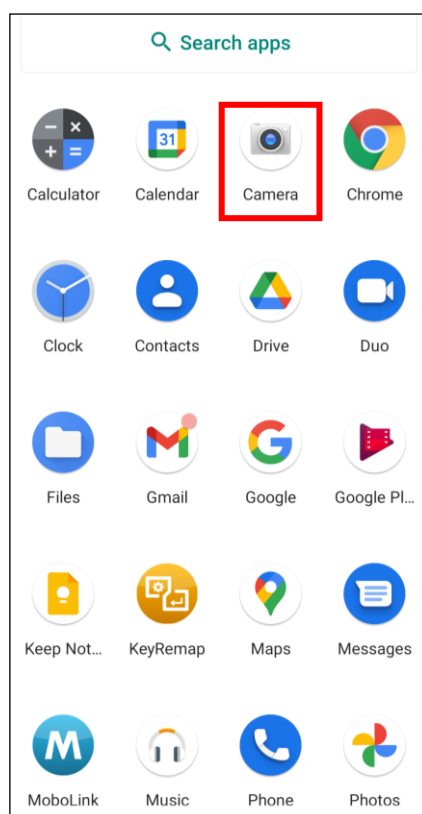 Search apps
31
Calculator Calendar Camera Chrome
Clock Contacts Drive Duo
Files Gmail Google Google Pl...
Keep Not... KeyRemap Maps Messages
M
MoboLink Music Phone Photos